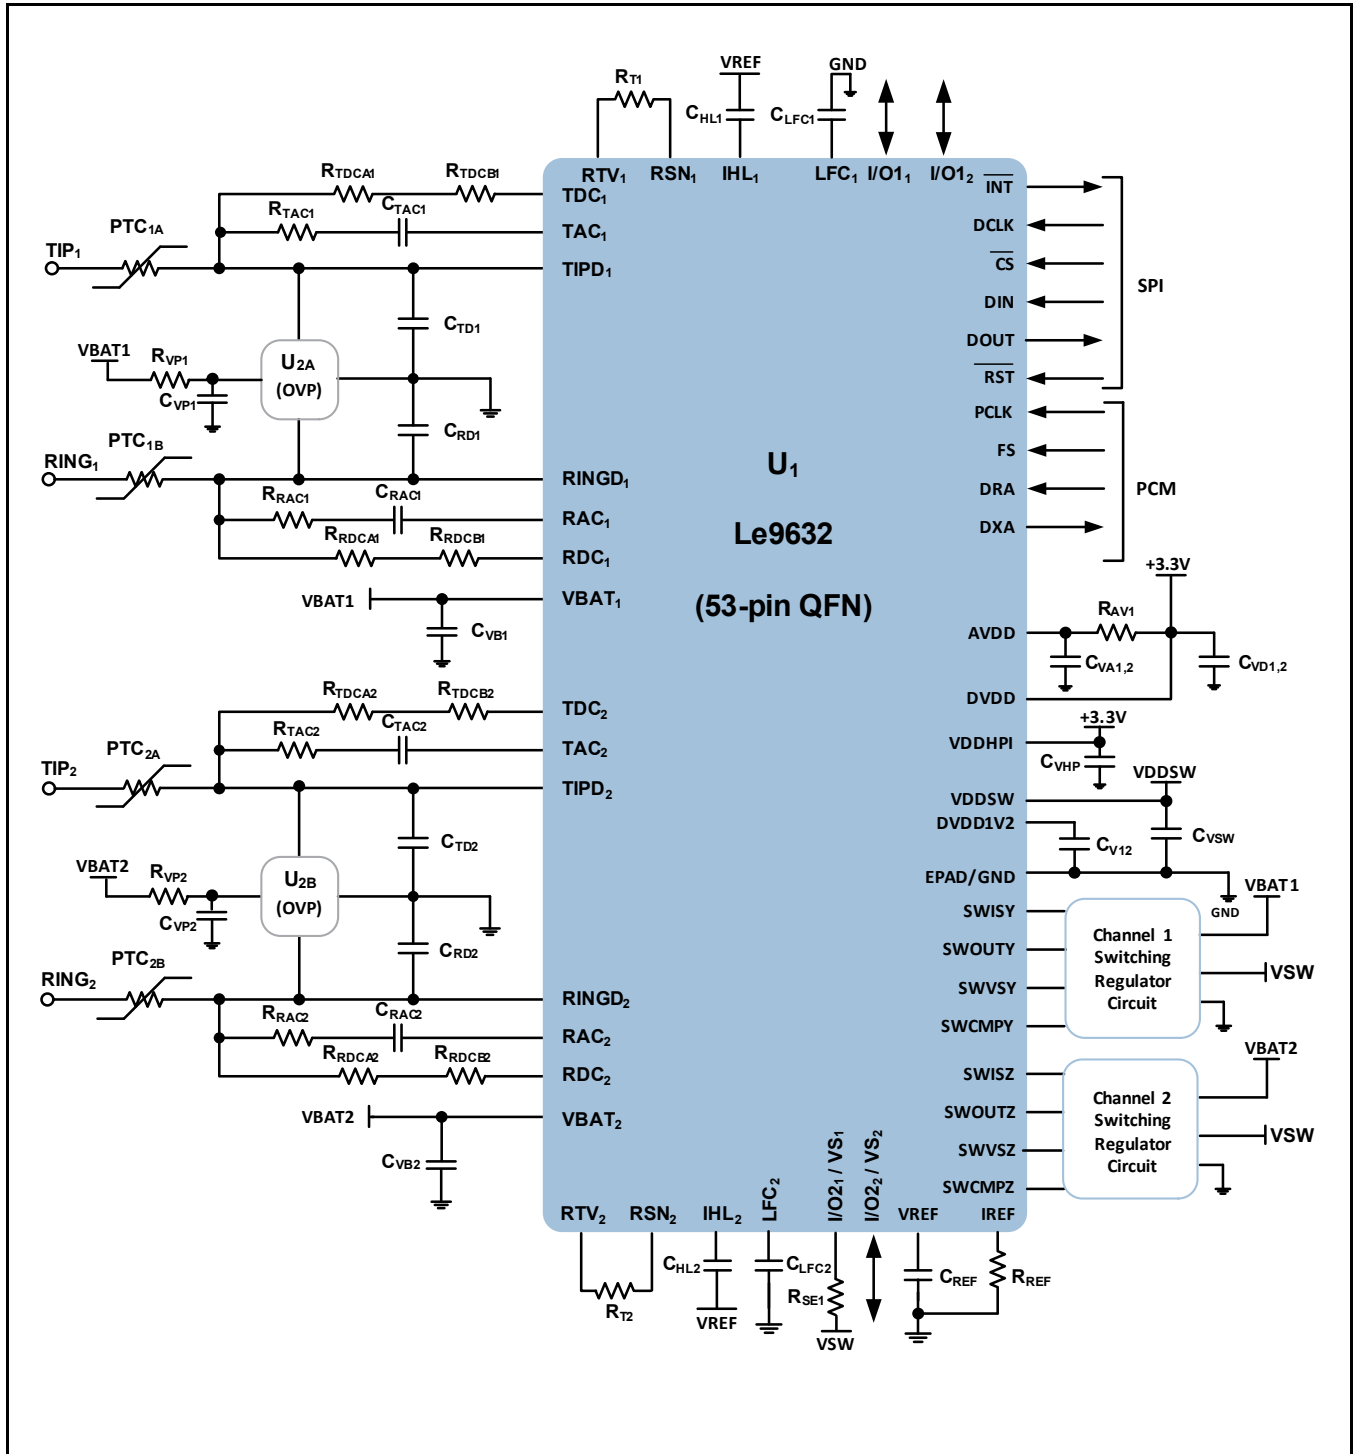 VREF
GND
RT1
CHL1
CLFC1
RTV1
RSN1
IHL1
LFC1
I/O11
I/O12
RTDCA1
RTDCB1
TDC1
RTAC1
CTAC1
TAC1
PTC1A
TIP1
TIPD1
CTD1
VBAT1
RVP1
CVP1
U2A
(OVP)
CRD1
PTC1B
RING1
RINGD1
RRAC1
CRAC1
RAC1
RRDCA1
RRDCB1
RDC1
VBAT1
VBAT1
CVB1
U1
Le9632
(53-pin QFN)
INT
DCLK
CS
DIN
DOUT
RST
SPI
PCLK
FS
DRA
DXA
PCM
+3.3V
RAV1
AVDD
CVA1,2
CVD1,2
DVDD
+3.3V
VDDHPI
CVHP
VDDSW
VDDSW
DVDD1V2
CV12
CVSW
EPAD/GND
GND
VBAT1
SWISY
SWOUTY
SWVSY
SWCMPY
Channel 1
Switching
Regulator
Circuit
VSW
VBAT2
SWISZ
SWOUTZ
SWVSZ
SWCMPZ
Channel 2
Switching
Regulator
Circuit
VSW
RTDCA2
RTDCB2
TDC2
RTAC2
CTAC2
TAC2
PTC2A
TIP2
TIPD2
CTD2
VBAT2
RVP2
CVP2
U2B
(OVP)
CRD2
PTC2B
RING2
RINGD2
RRAC2
CRAC2
RAC2
RRDCA2
RRDCB2
RDC2
VBAT2
VBAT2
CVB2
RTV2
RSN2
IHL2
LFC2
I/O21 / VS1
I/O22 / VS2
VREF
IREF
RT2
CHL2
VREF
CLFC2
RSE1
VSW
CREF
RREF